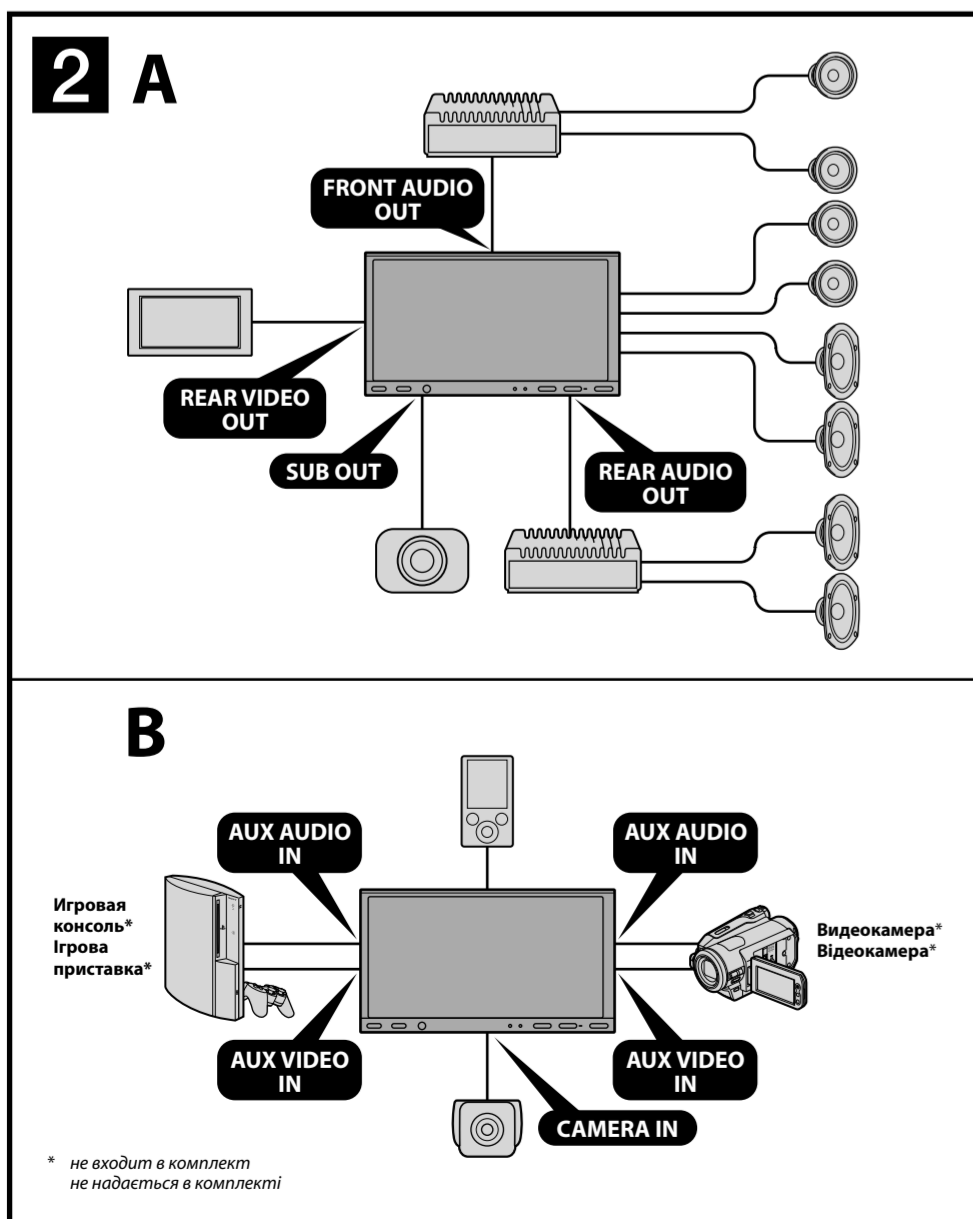 2 A
FRONT AUDIO
OUT
REAR VIDEO
OUT
SUB OUT
REAR AUDIO
OUT
B
AUX AUDIO
IN
AUX AUDIO
IN
Игровая
консоль*
Ігрова
приставка*
Видеокамера*
Відеокамера*
AUX VIDEO
IN
AUX VIDEO
IN
CAMERA IN
* не входит в комплект
не надається в комплекті